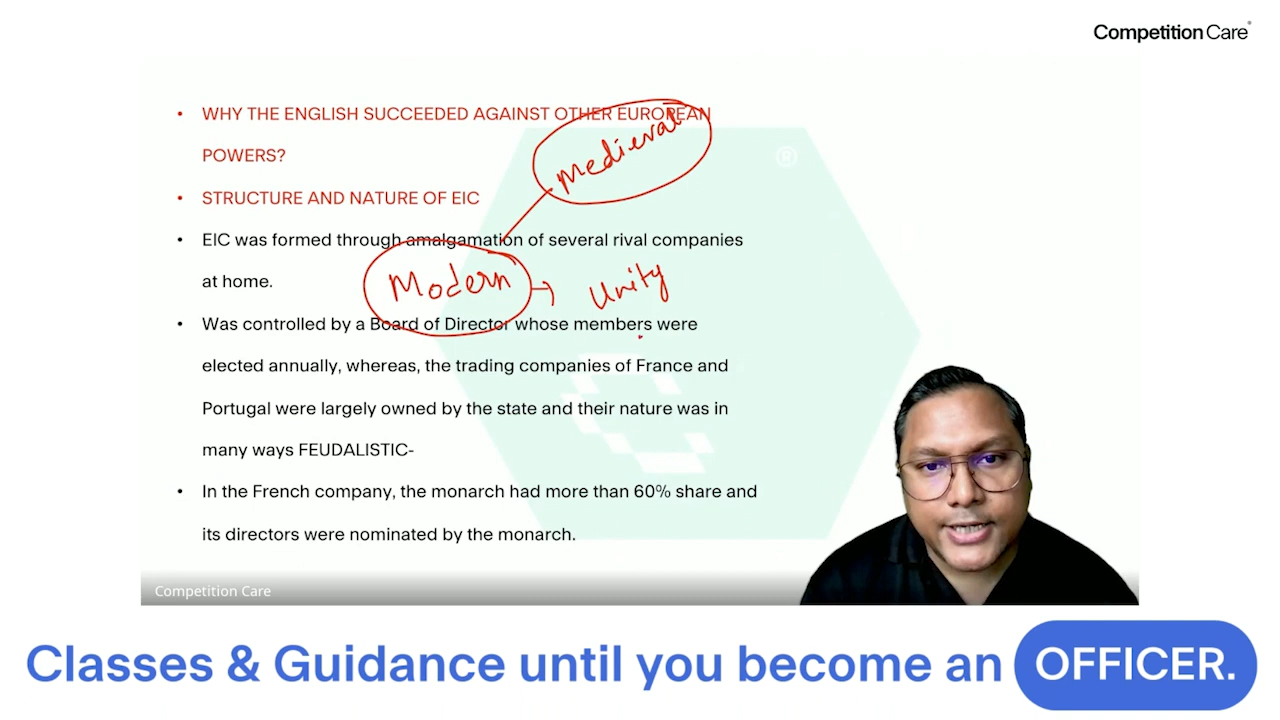 Competition Care
• WHY THE ENGLISH SUCCEEDED AGAINST OTHER EUROPEAN
POWERS?
medieval
• STRUCTURE AND NATURE OF EIC
• EIC was formed through amalgamation of several rival companies
at home.
Modern → Unity
• Was controlled by a Board of Director whose members were
elected annually, whereas, the trading companies of France and
Portugal were largely owned by the state and their nature was in
many ways FEUDALISTIC-
• In the French company, the monarch had more than 60% share and
its directors were nominated by the monarch.
Competition Care
Classes & Guidance until you become an OFFICER.